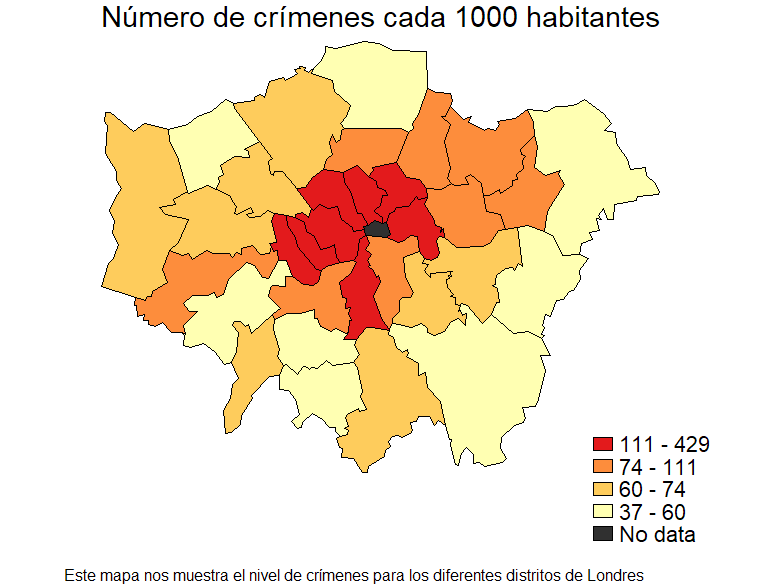 Número de crímenes cada 1000 habitantes
111 - 429
74 - 111
60 - 74
37 - 60
No data
Este mapa nos muestra el nivel de crímenes para los diferentes distritos de Londres